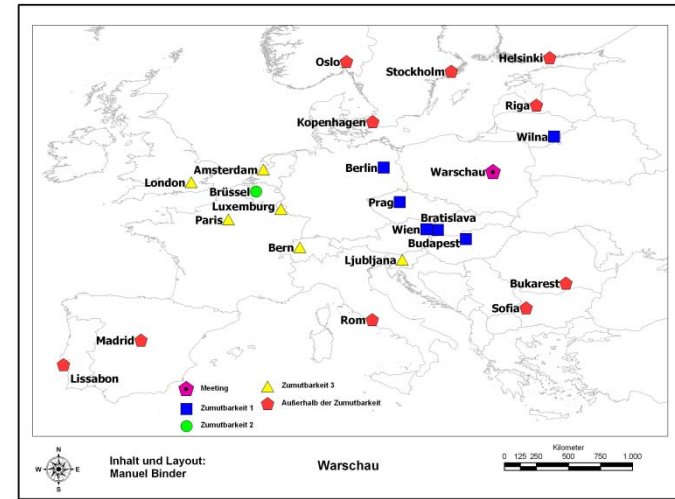 Oslo
Helsinki
Stockholm
Riga
Kopenhagen
Wilna
Amsterdam
Berlin
Warschau
London
Brüssel
Luxemburg
Prag
Paris
Bratislava
Wien
Budapest
Bern
Ljubljana
Bukarest
Sofia
Rom
Madrid
Lissabon
Meeting
Zumutbarkeit 1
Zumutbarkeit 2
Zumutbarkeit 3
Außerhalb der Zumutbarkeit
N
W E
S
Inhalt und Layout:
Manuel Binder
Warschau
Kilometer
0 125 250 500 750 1.000